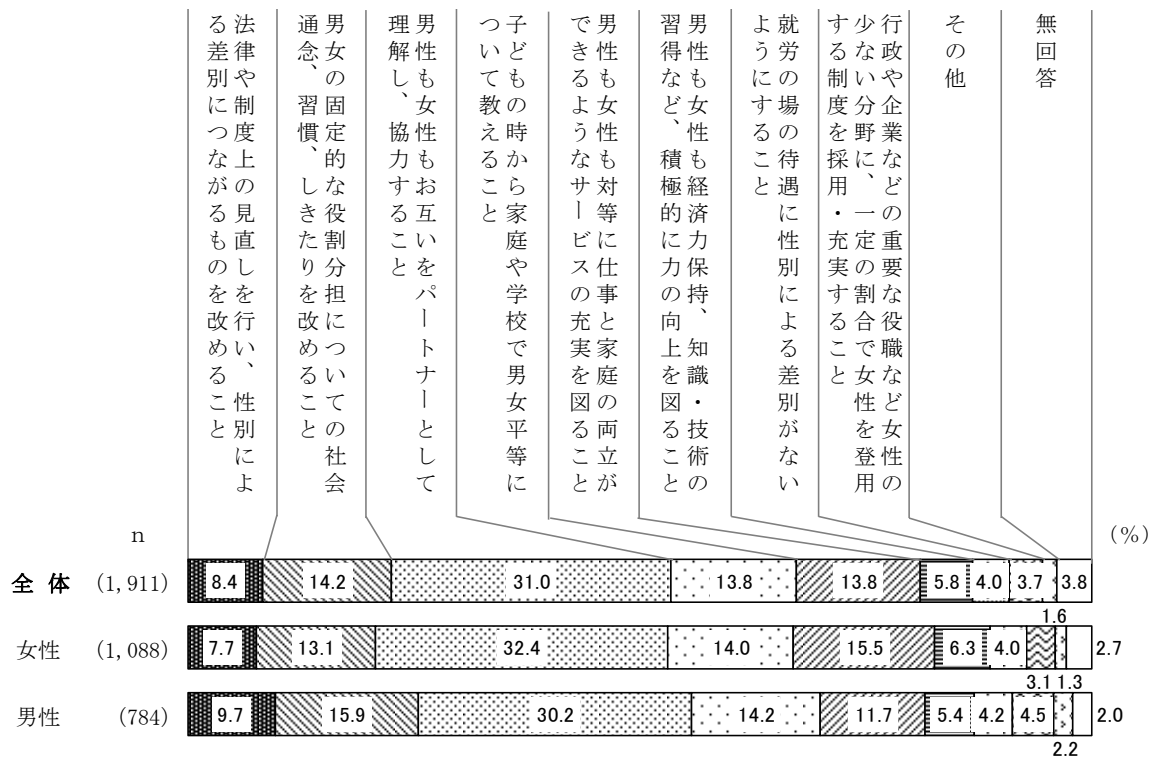 法律や制度上の見直しを行い、性別によ
る差別につながるものを改めること
男女の固定的な役割分担についての社会
通念、習慣、しきたりを改めること
男性も女性もお互いをパートナーとして
理解し、協力すること
子どもの時から家庭や学校で男女平等に
ついて教えること
男性も女性も対等に仕事と家庭の両立が
できるようなサービスの充実を図ること
男性も女性も経済力保持、知識・技術の
習得など、積極的に力の向上を図ること
就労の場の待遇に性別による差別がない
ようにすること
行政や企業などの重要な役職など女性の
少ない分野に、一定の割合で女性を登用
する制度を採用・充実すること
その他
無回答
n
(%)
全体 (1,911) 8.4 14.2 31.0 13.8 13.8 5.8 4.0 3.7 3.8
1.6
女性 (1,088) 7.7 13.1 32.4 14.0 15.5 6.3 4.0 2.7
3.1 1.3
男性 (784) 9.7 15.9 30.2 14.2 11.7 5.4 4.2 4.5 2.0
2.2